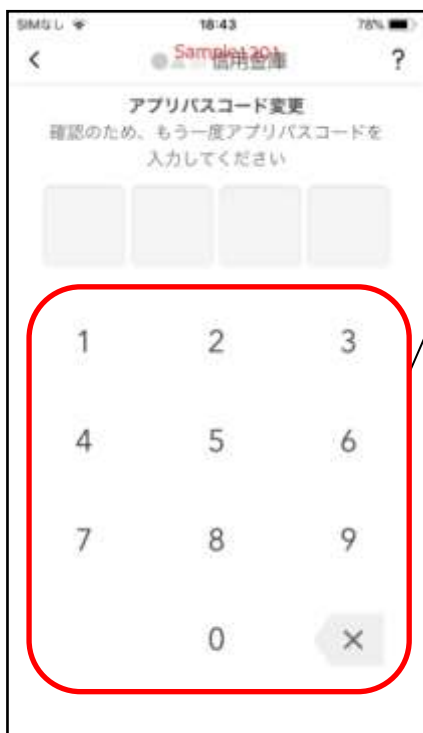 SIMなし 18:43 78%
Sample1201
信用金庫 ?
アプリパスコード変更
確認のため、もう一度アプリパスコードを
入力してください
1 2 3
4 5 6
7 8 9
0